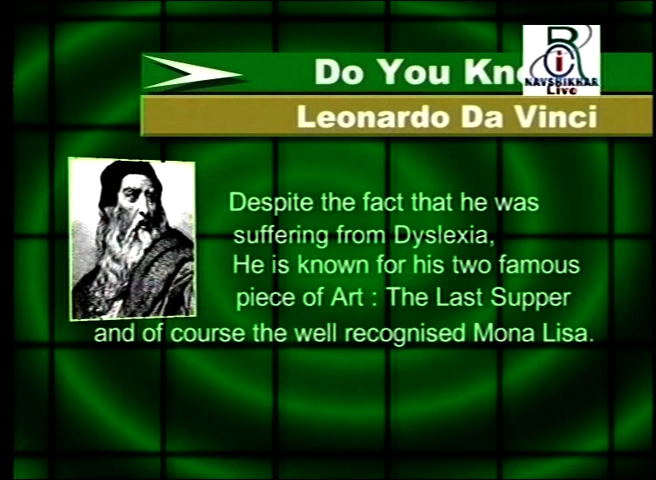 Do You Kn
RCi
NAVSHIKHAR
Live
Leonardo Da Vinci
Despite the fact that he was
suffering from Dyslexia,
He is known for his two famous
piece of Art : The Last Supper
and of course the well recognised Mona Lisa.